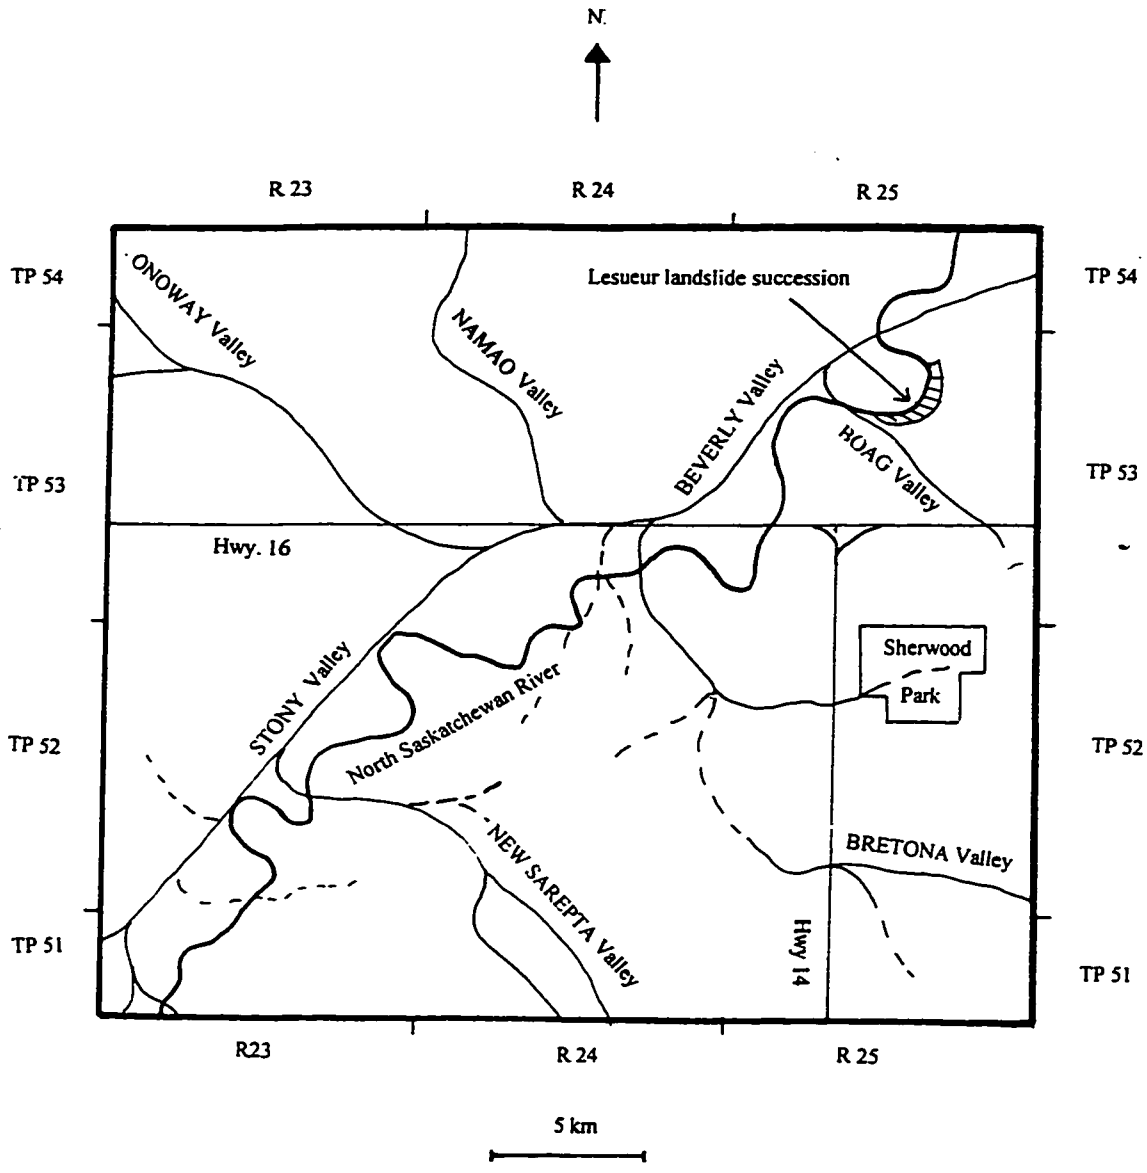 N.
R 23
R 24
R 25
TP 54
ONOWAY Valley
NAMAO Valley
Lesueur landslide succession
TP 54
BEVERLY Valley
BOAG Valley
TP 53
TP 53
Hwy. 16
Sherwood
Park
STONY Valley
North Saskatchewan River
TP 52
TP 52
NEW SAREPTA Valley
BRETONA Valley
Hwy 14
TP 51
TP 51
R23
R 24
R 25
5 km